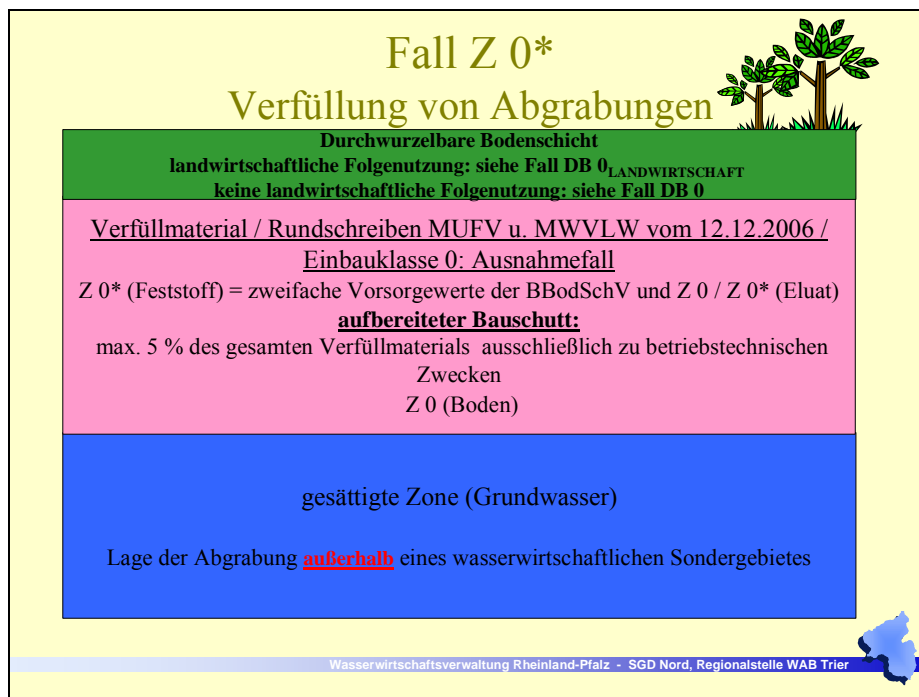 Fall Z 0*
Verfüllung von Abgrabungen
Durchwurzelbare Bodenschicht
landwirtschaftliche Folgenutzung: siehe Fall DB 0LANDWIRTSCHAFT
keine landwirtschaftliche Folgenutzung: siehe Fall DB 0
Verfüllmaterial / Rundschreiben MUFV u. MWVLW vom 12.12.2006 /
Einbauklasse 0: Ausnahmefall
Z 0* (Feststoff) = zweifache Vorsorgewerte der BBodSchV und Z 0 / Z 0* (Eluat)
aufbereiteter Bauschutt:
max. 5 % des gesamten Verfüllmaterials ausschließlich zu betriebstechnischen
Zwecken
Z 0 (Boden)
gesättigte Zone (Grundwasser)
Lage der Abgrabung außerhalb eines wasserwirtschaftlichen Sondergebietes
Wasserwirtschaftsverwaltung Rheinland-Pfalz - SGD Nord, Regionalstelle WAB Trier